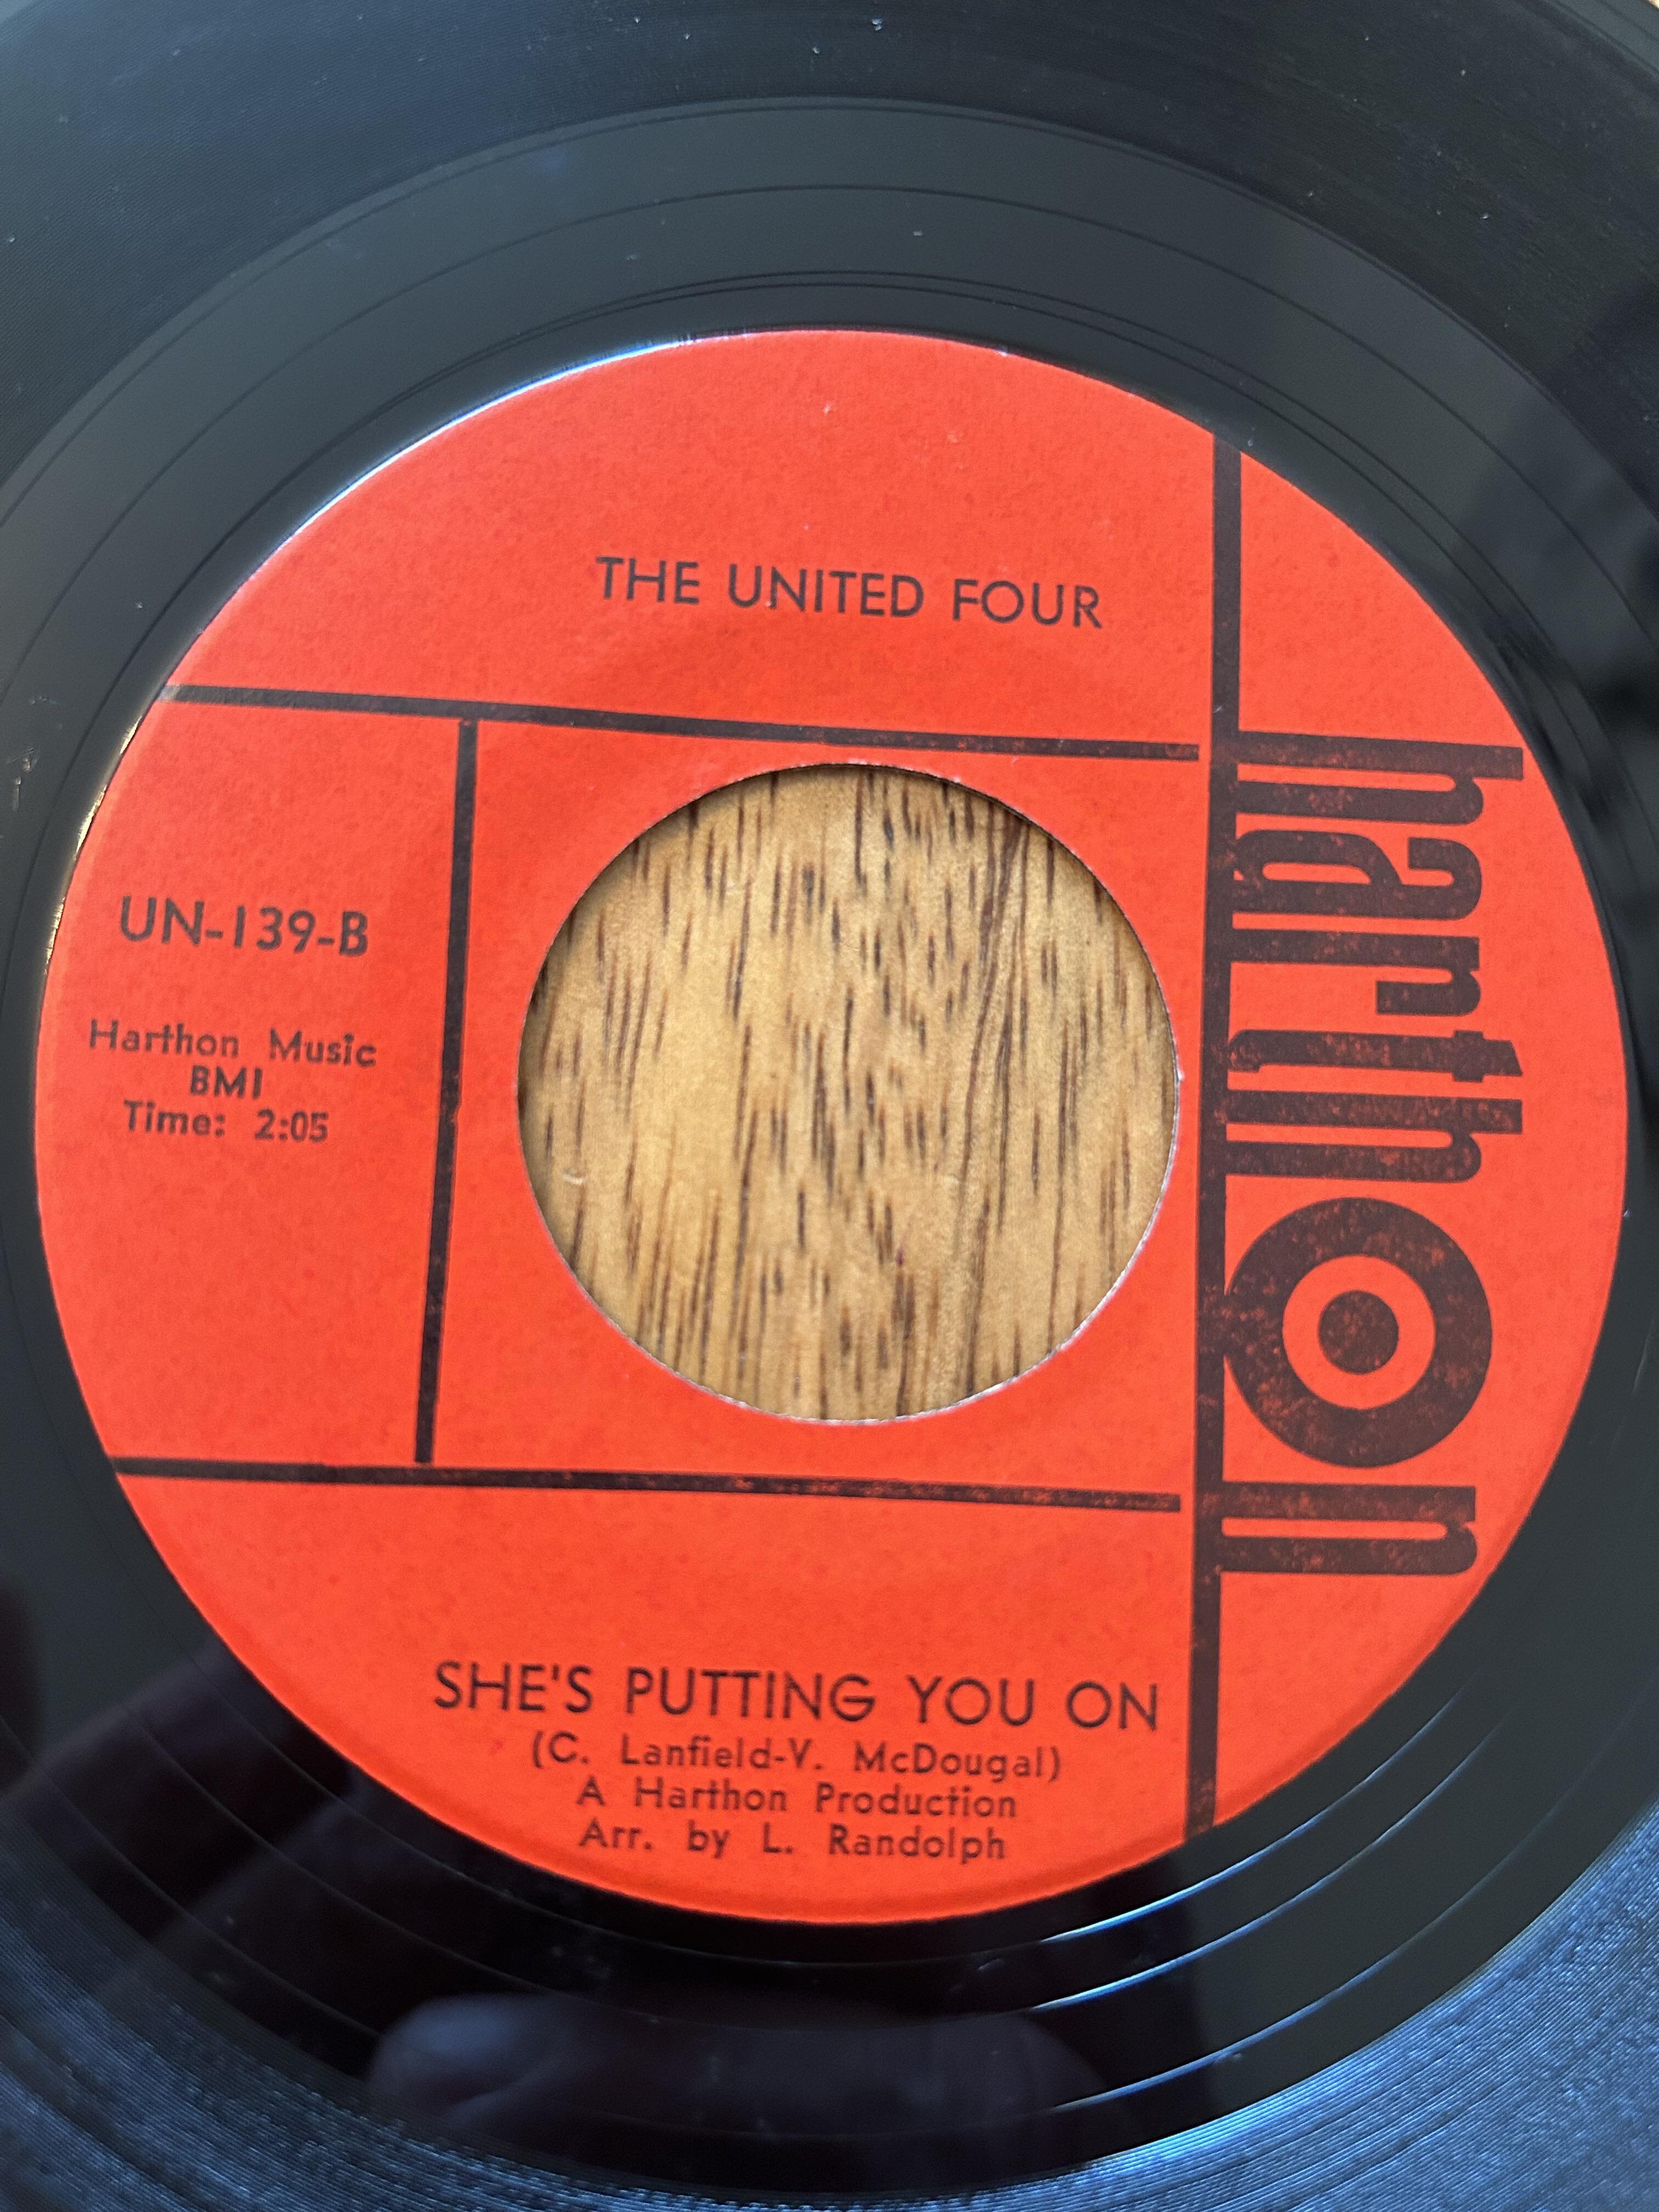 THE UNITED FOUR
harthon
UN-139-B
Harthon Music
BMI
Time: 2:05
SHE'S PUTTING YOU ON
(C. Lanfield-V. McDougal)
A Harthon Production
Arr. by L. Randolph